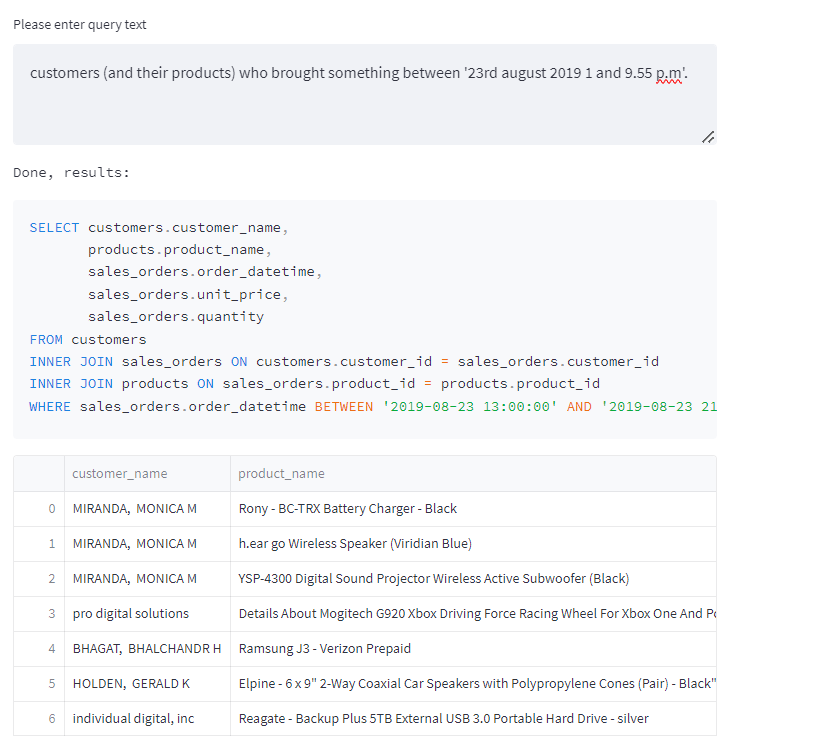 Please enter query text
customers (and their products) who brought something between '23rd august 2019 1 and 9.55 p.m'.
Done, results:
SELECT customers.customer_name,
products.product_name,
sales_orders.order_datetime,
sales_orders.unit_price,
sales_orders.quantity
FROM customers
INNER JOIN sales_orders ON customers.customer_id = sales_orders.customer_id
INNER JOIN products ON sales_orders.product_id = products.product_id
WHERE sales_orders.order_datetime BETWEEN '2019-08-23 13:00:00' AND '2019-08-23 21
customer_name product_name
0 MIRANDA, MONICA M Rony - BC-TRX Battery Charger - Black
1 MIRANDA, MONICA M h.ear go Wireless Speaker (Viridian Blue)
2 MIRANDA, MONICA M YSP-4300 Digital Sound Projector Wireless Active Subwoofer (Black)
3 pro digital solutions Details About Mogitech G920 Xbox Driving Force Racing Wheel For Xbox One And
4 BHAGAT, BHALCHANDR H Ramsung J3 - Verizon Prepaid
5 HOLDEN, GERALD K Elpine - 6 x 9" 2-Way Coaxial Car Speakers with Polypropylene Cones (Pair) - Black"
6 individual digital, inc Reagate - Backup Plus 5TB External USB 3.0 Portable Hard Drive - silver